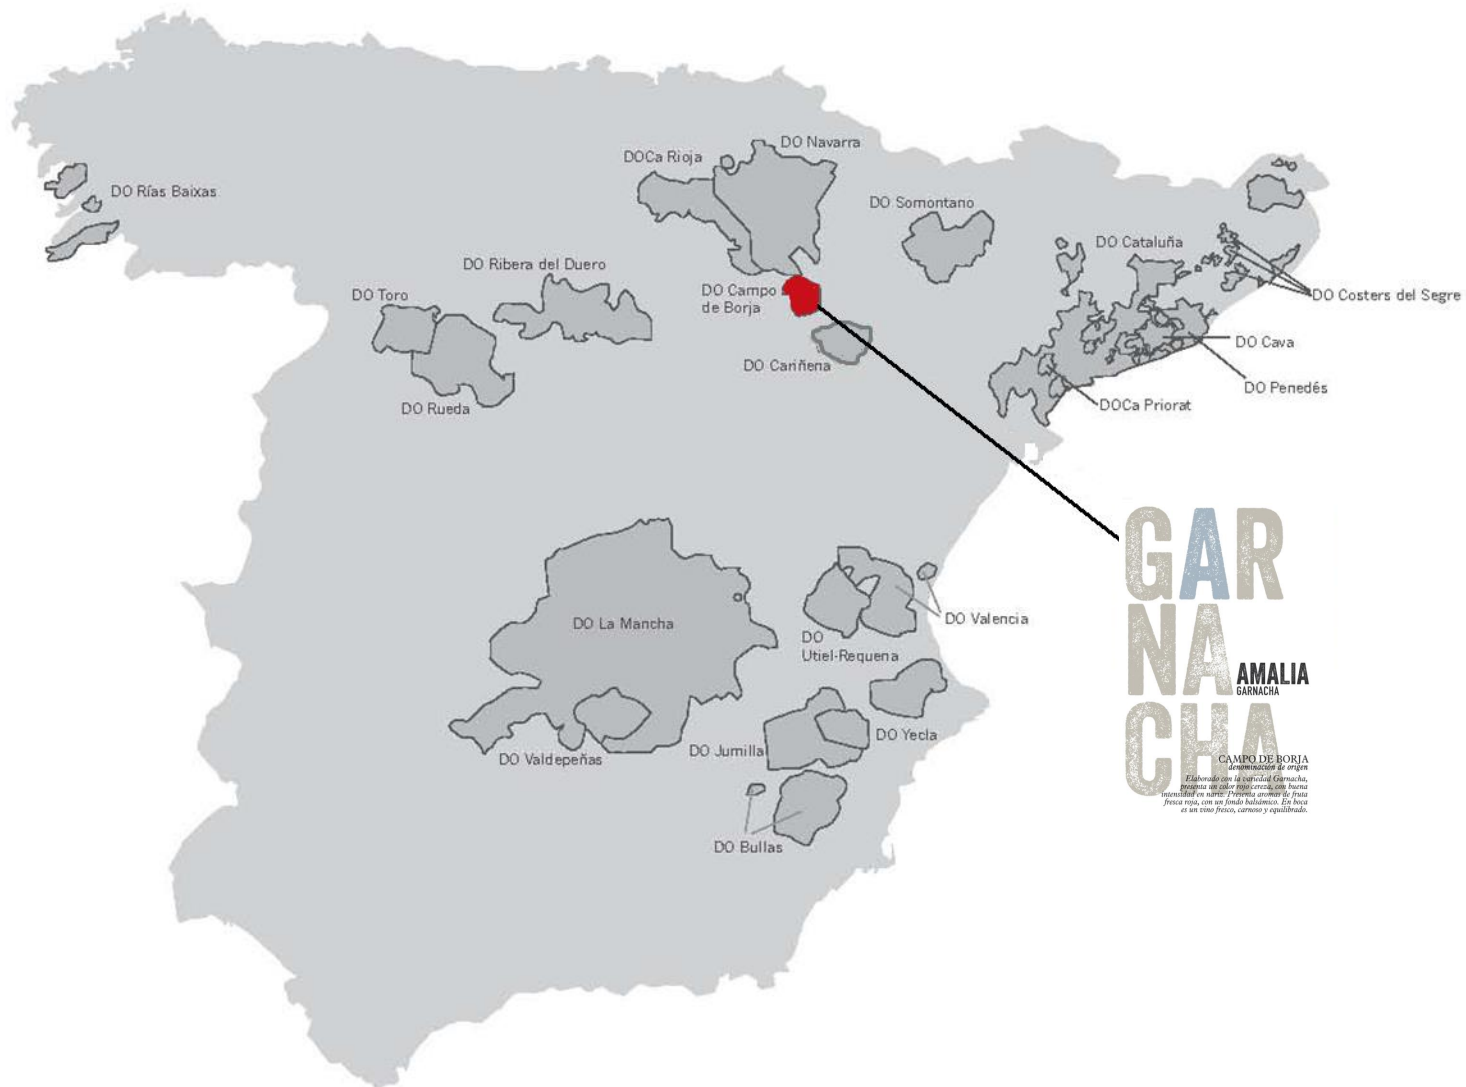 DO Navarra
DOCa Rioja
DO Rías Baixas
DO Somontano
DO Cataluña
DO Ribera del Duero
DO Toro
DO Campo
de Borja
DO Costers del Segre
DO Cava
DO Cariñena
DO Penedés
DO Rueda
DOCa Priorat
GAR
NA
CHA
AMALIA
GARNACHA
CAMPO DE BORJA
denominación de origen
Elaborado con la variedad Garnacha,
presenta un color rojo cereza, con buena
intensidad en nariz. Presenta aromas de fruta
fresca roja, con un fondo balsámico. En boca
es un vino fresco, carnoso y equilibrado.
DO La Mancha
DO Valencia
DO
Utiel-Requena
DO Yecla
DO Jumilla
DO Valdepeñas
DO Bullas